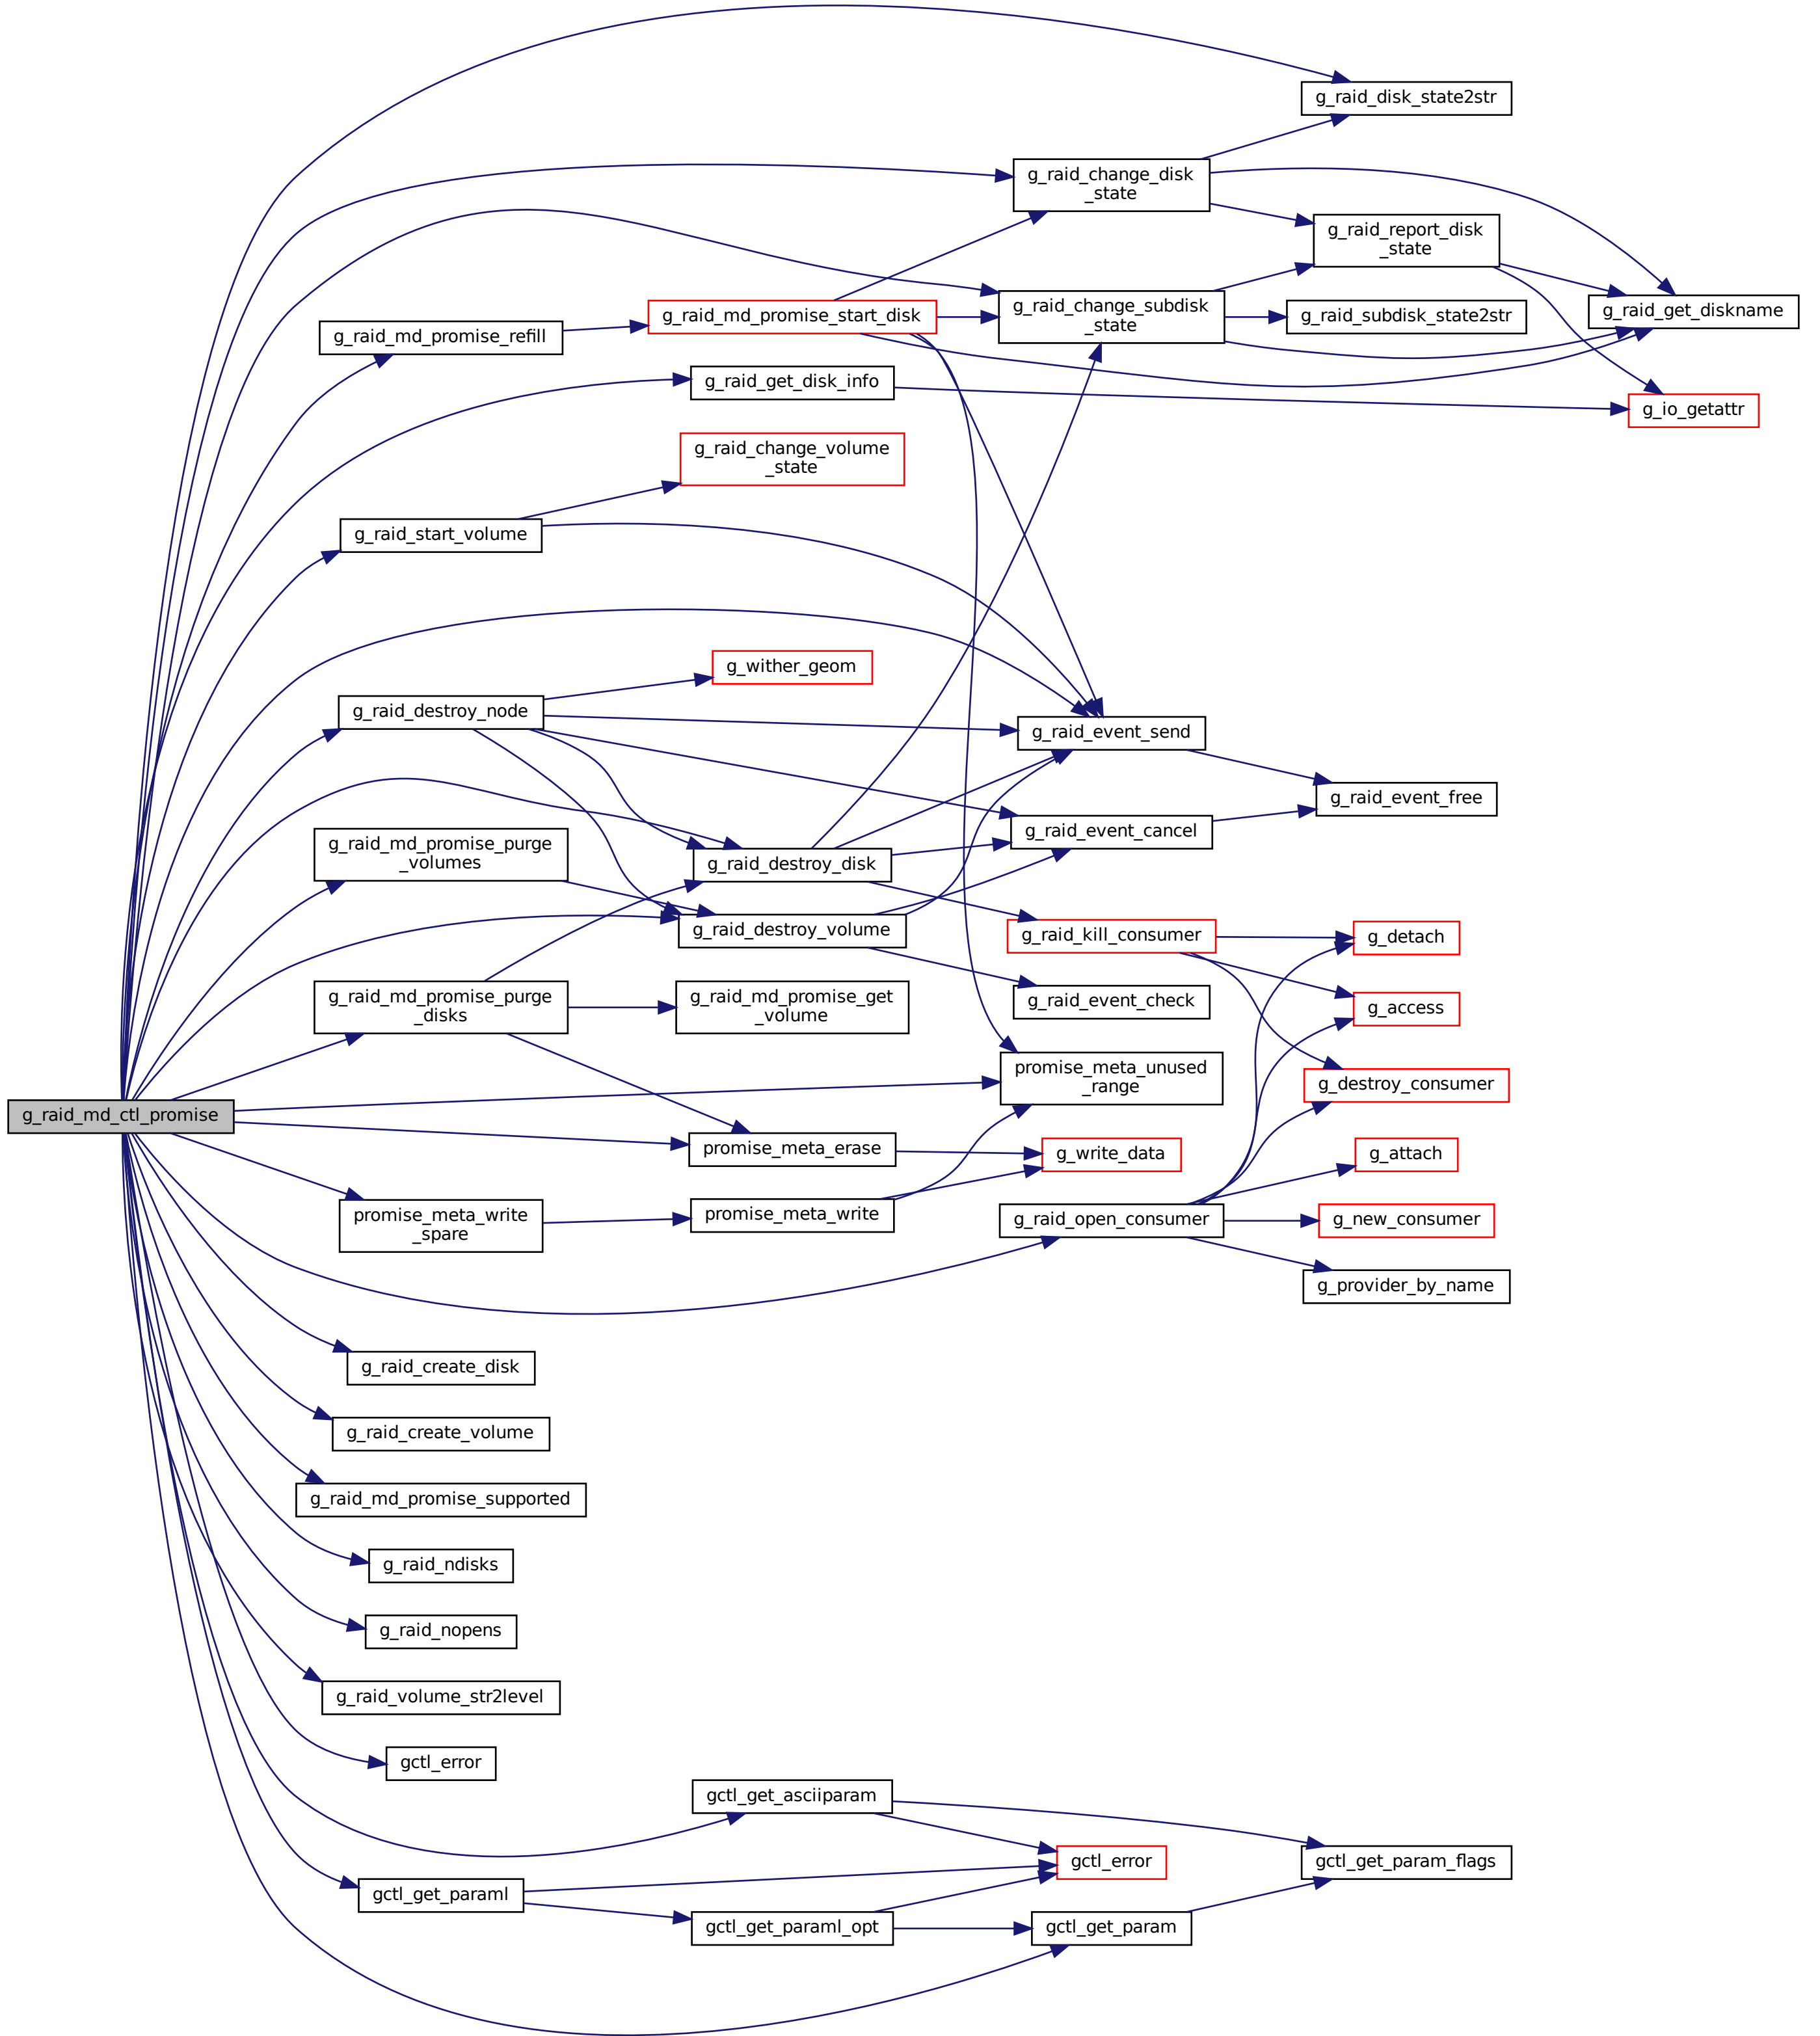 g_raid_disk_state2str
g_raid_change_disk
_state
g_raid_report_disk
_state
g_raid_md_promise_refill
g_raid_md_promise_start_disk
g_raid_change_subdisk
_state
g_raid_subdisk_state2str
g_raid_get_diskname
g_raid_get_disk_info
g_io_getattr
g_raid_change_volume
_state
g_raid_start_volume
g_wither_geom
g_raid_destroy_node
g_raid_event_send
g_raid_event_free
g_raid_md_promise_purge
_volumes
g_raid_destroy_disk
g_raid_event_cancel
g_raid_destroy_volume
g_raid_kill_consumer
g_detach
g_raid_md_promise_purge
_disks
g_raid_md_promise_get
_volume
g_raid_event_check
g_access
g_raid_md_ctl_promise
promise_meta_unused
_range
g_destroy_consumer
promise_meta_erase
g_write_data
g_attach
promise_meta_write
_spare
promise_meta_write
g_raid_open_consumer
g_new_consumer
g_provider_by_name
g_raid_create_disk
g_raid_create_volume
g_raid_md_promise_supported
g_raid_ndisks
g_raid_nopens
g_raid_volume_str2level
gctl_error
gctl_get_asciiparam
gctl_error
gctl_get_param_flags
gctl_get_paraml
gctl_get_paraml_opt
gctl_get_param